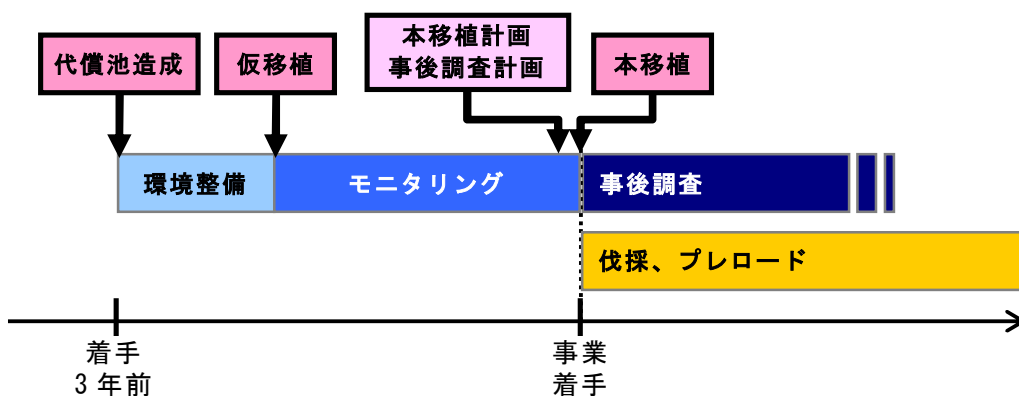 代償池造成
仮移植
本移植計画
事後調査計画
本移植
環境整備
モニタリング
事後調査
伐採、プレロード
着手
3年前
事業
着手